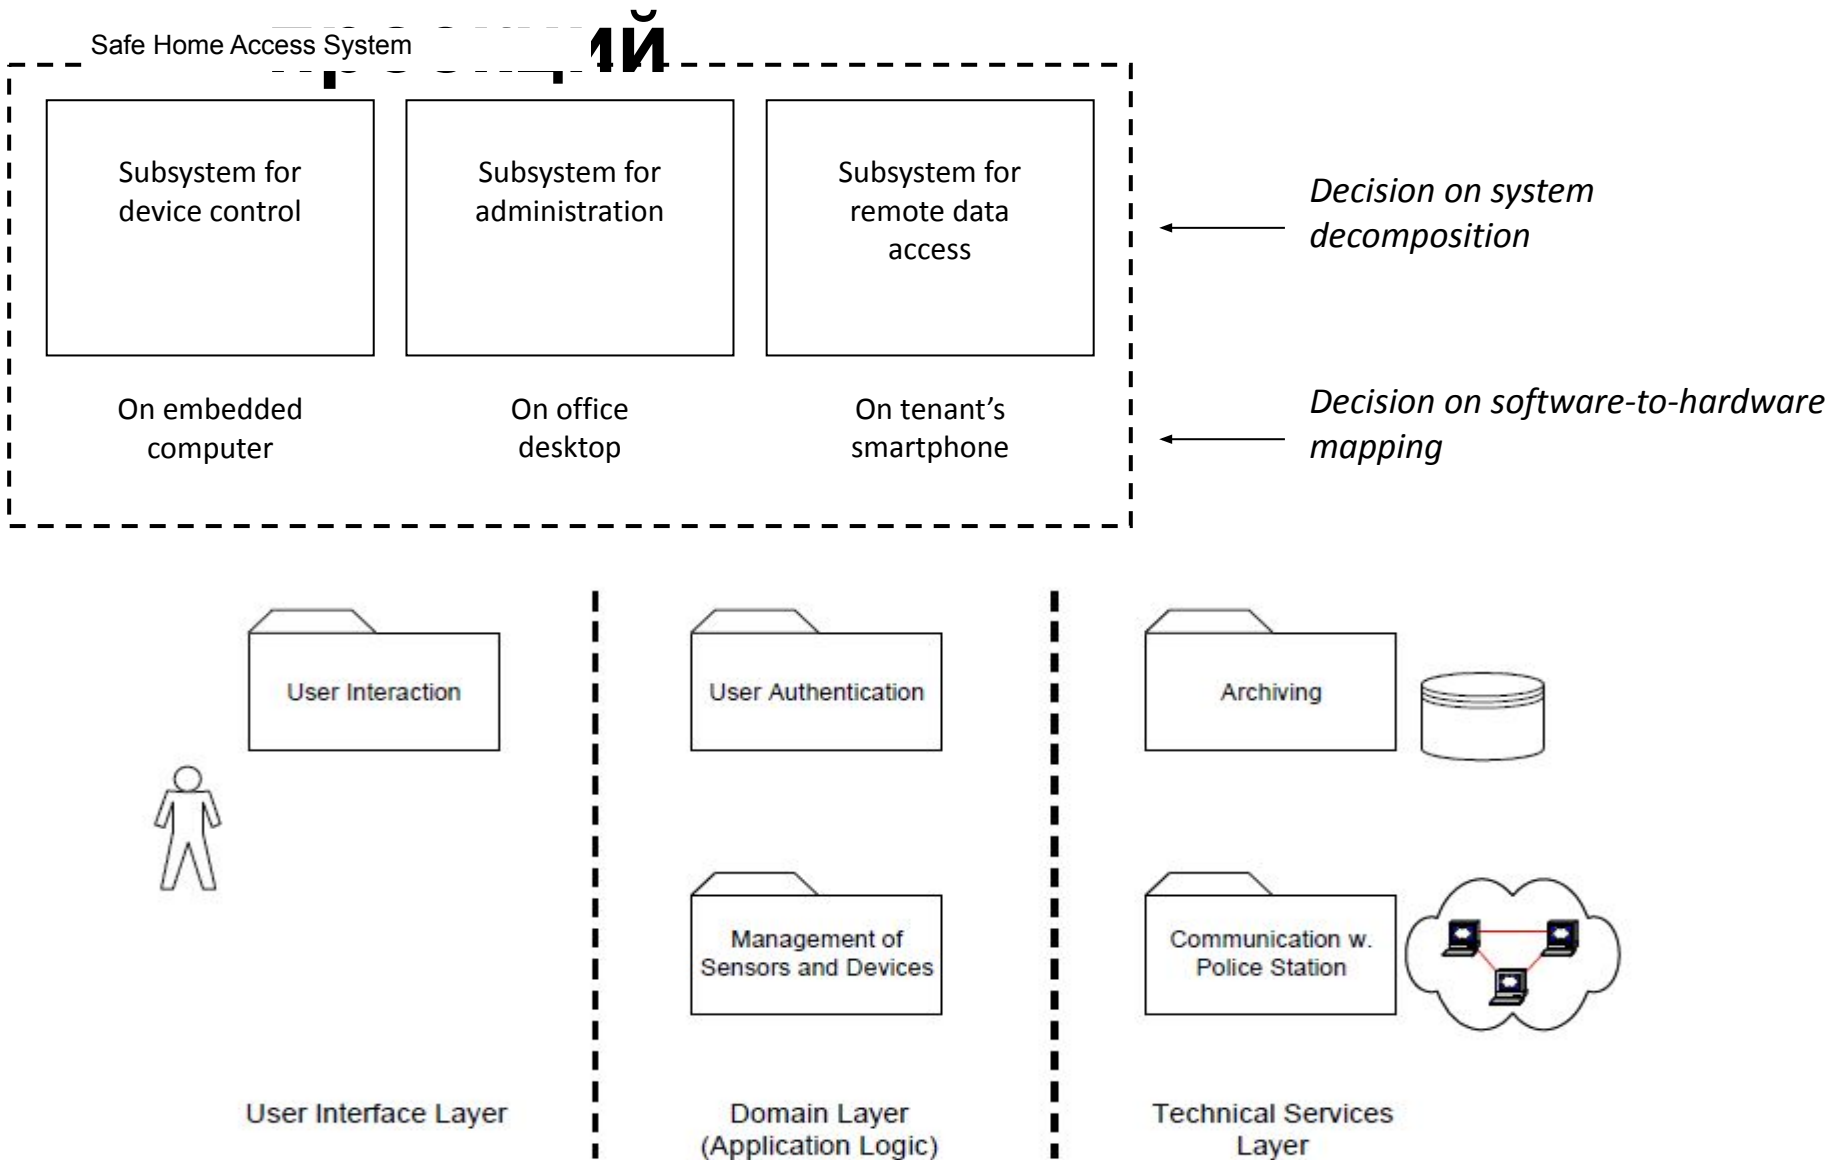 Safe Home Access System
Subsystem for
device control
Subsystem for
administration
Subsystem for
remote data
access
Decision on system
decomposition
On embedded
computer
On office
desktop
On tenant's
smartphone
Decision on software-to-hardware
mapping
User Interaction
User Authentication
Archiving
Management of
Sensors and Devices
Communication w.
Police Station
User Interface Layer
Domain Layer
(Application Logic)
Technical Services
Layer